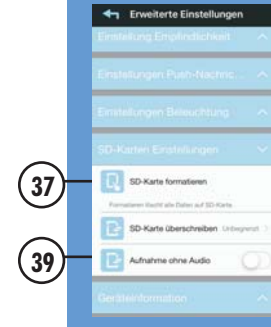 Erweiterte Einstellungen
Einstellung Empfindlichkeit
Einstellungen Push-Nachric...
Einstellungen Beleuchtung
SD-Karten Einstellungen
37
SD-Karte formatieren
Formatieren löscht alle Daten auf SD-Karte.
SD-Karte überschreiben Unbegrenzt
39
Aufnahme ohne Audio
Geräteinformation